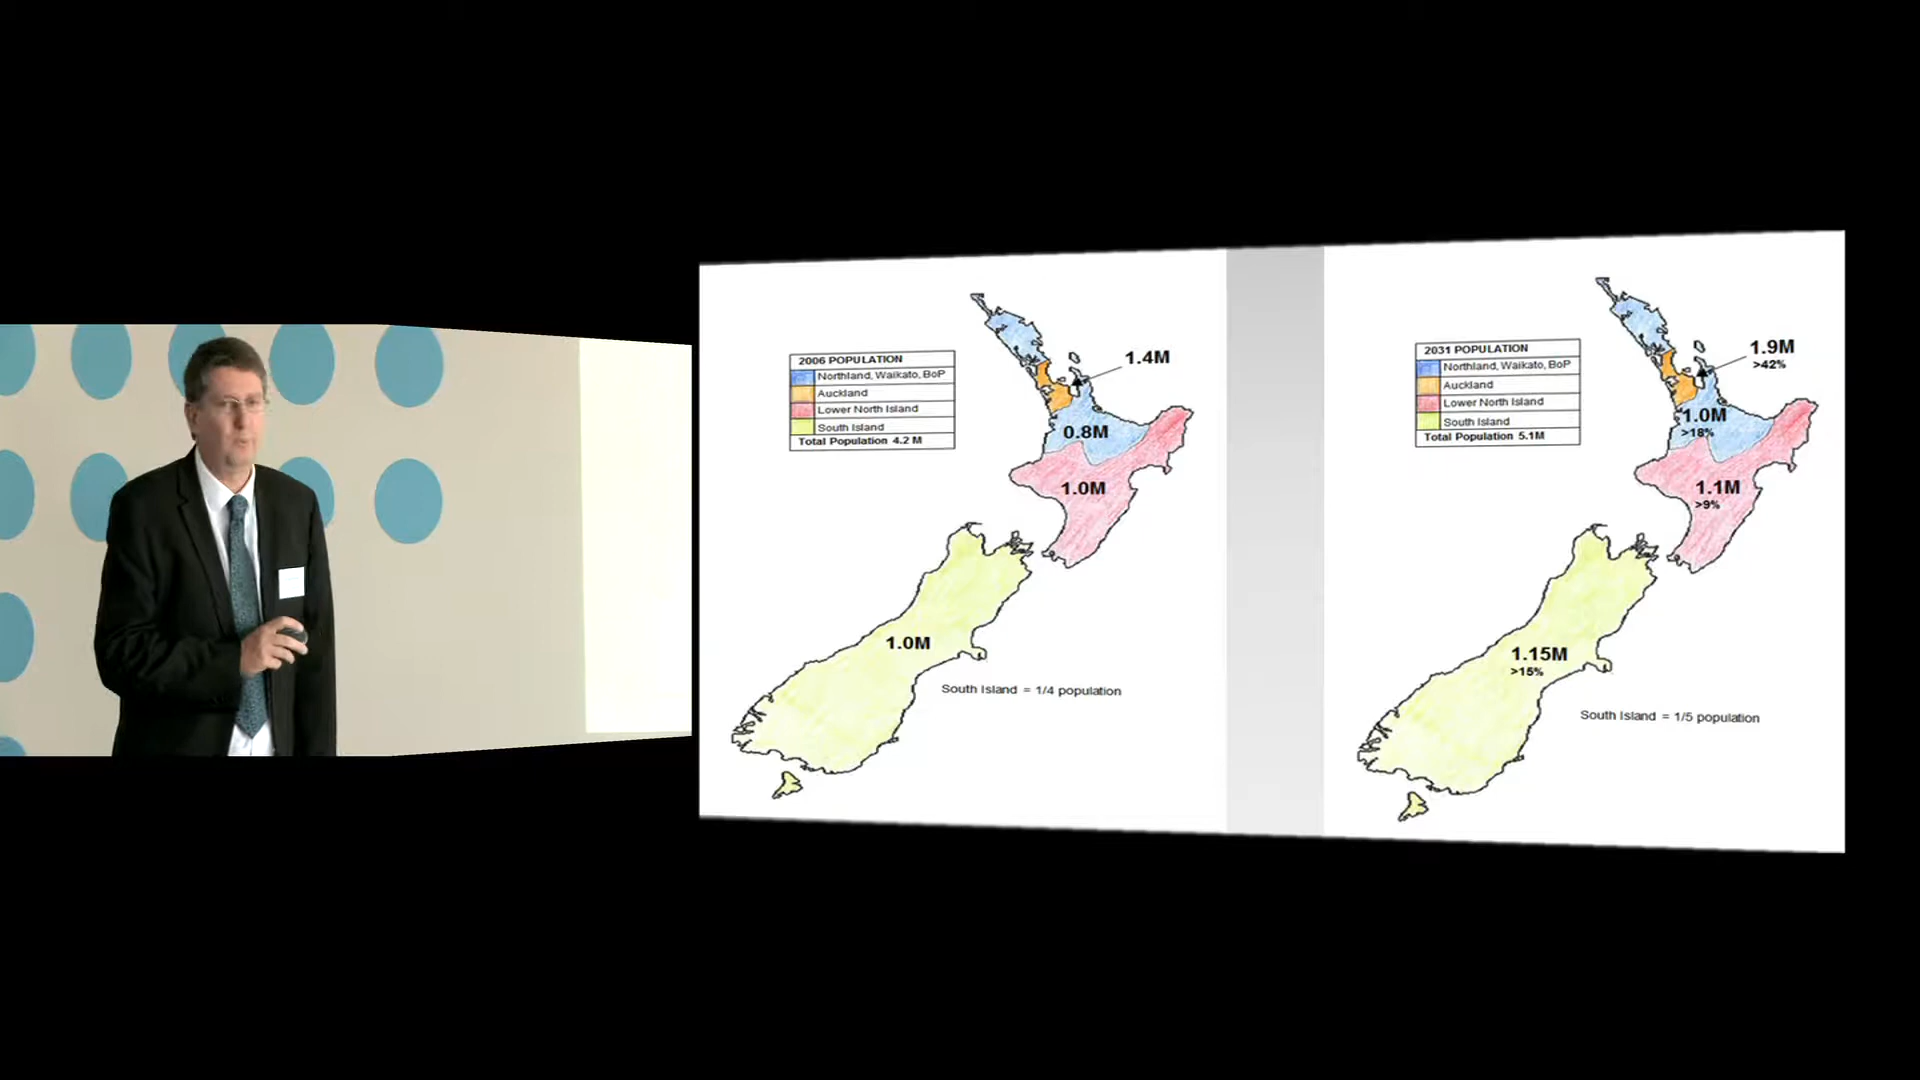 2006 POPULATION
Northland, Waikato, BoP
Auckland
Lower North Island
South Island
Total Population 4.2 M
1.4M
0.8M
1.0M
1.0M
South Island = 1/4 population
2031 POPULATION
Northland, Waikato, BoP
Auckland
Lower North Island
South Island
Total Population 5.1M
1.9M
>42%
1.0M
>18%
1.1M
>9%
1.15M
>15%
South Island = 1/5 population